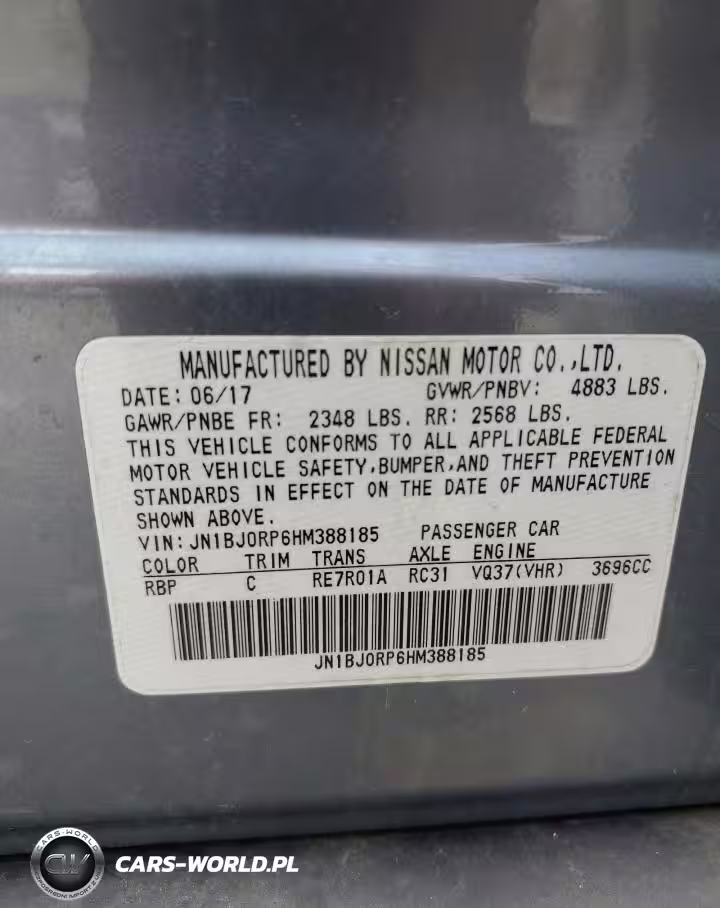 MANUFACTURED BY NISSAN MOTOR CO.,LTD.
DATE: 06/17 GVWR/PNBV: 4883 LBS.
GAWR/PNBE FR: 2348 LBS. RR: 2568 LBS.
THIS VEHICLE CONFORMS TO ALL APPLICABLE FEDERAL
MOTOR VEHICLE SAFETY,BUMPER,AND THEFT PREVENTION
STANDARDS IN EFFECT ON THE DATE OF MANUFACTURE
SHOWN ABOVE.
VIN: JN1BJ0RP6HM388185 PASSENGER CAR
COLOR TRIM TRANS AXLE ENGINE
RBP C RE7R01A RC31 VQ37(VHR) 3696CC
JN1BJ0RP6HM388185
CARS-WORLD
CW
CARS-WORLD.PL